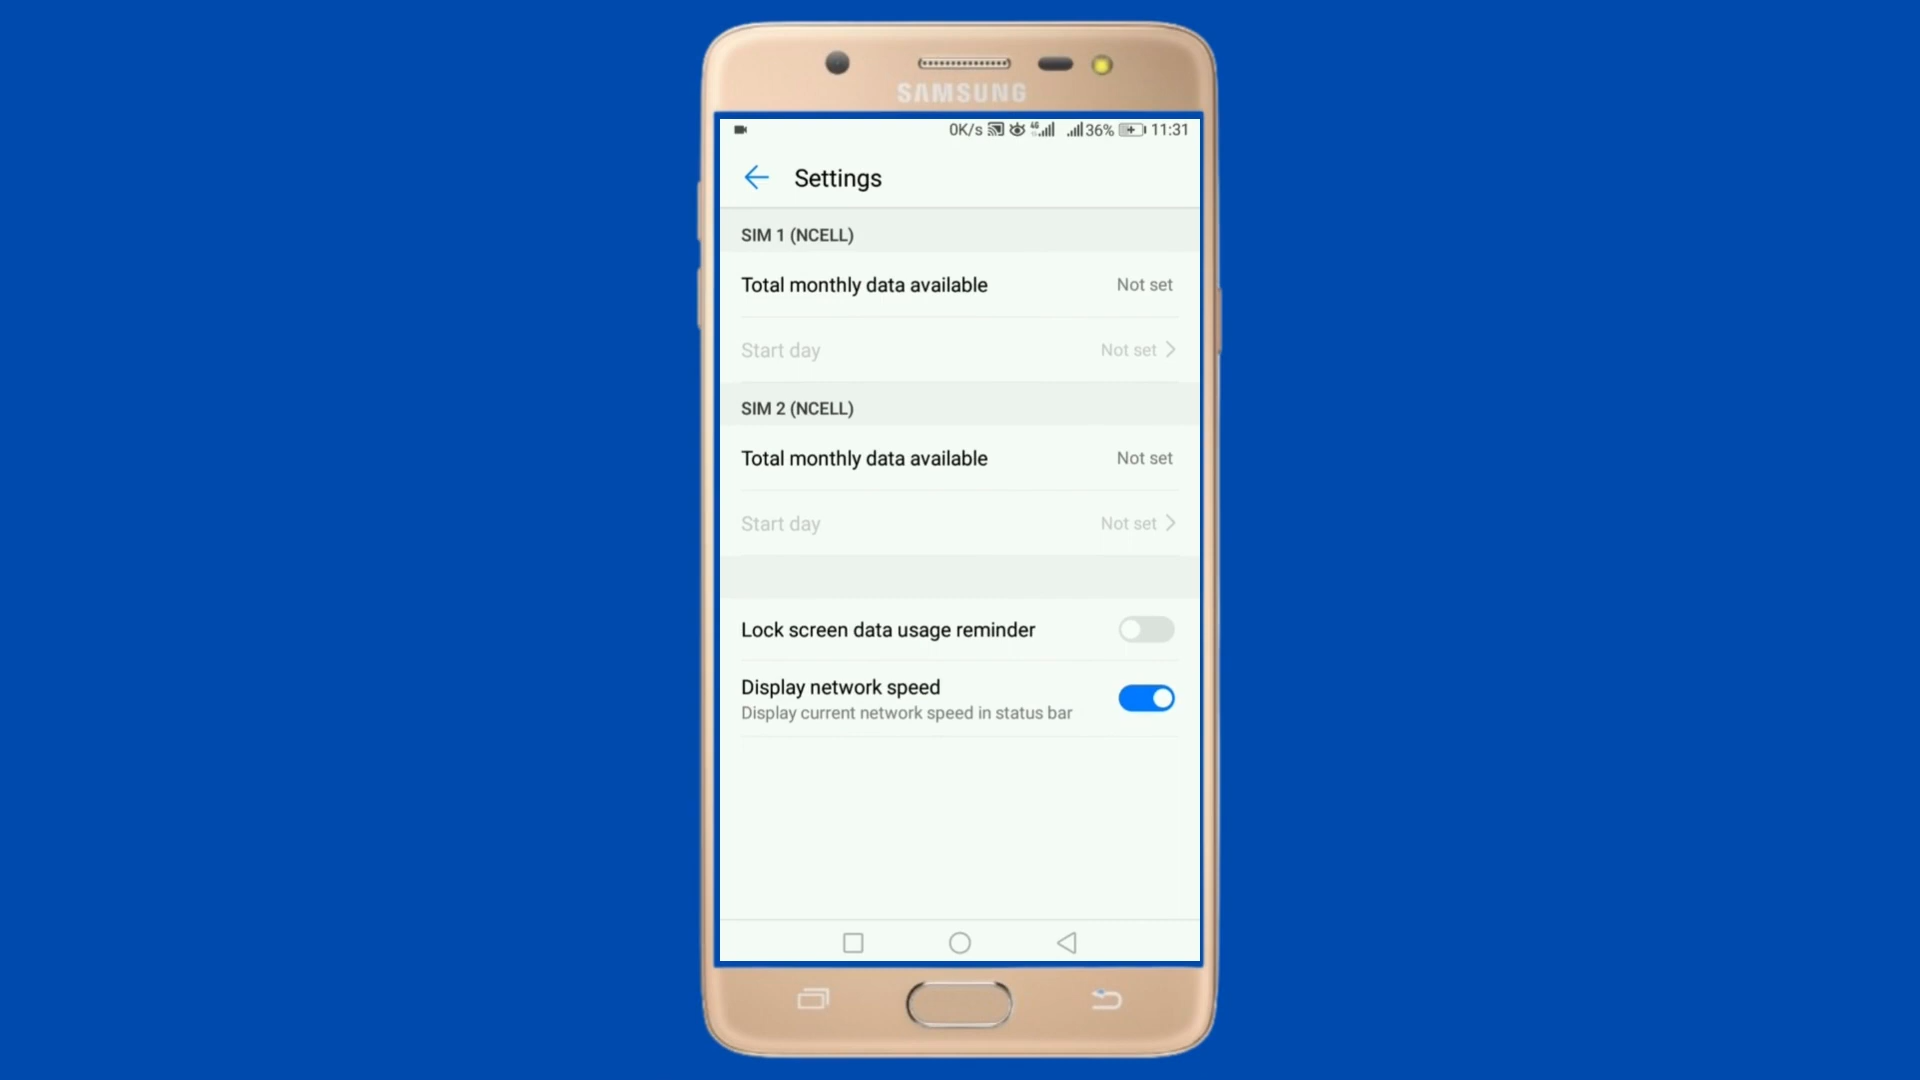 SAMSUNG
0K/s 4G 36% 11:31
Settings
SIM 1 (NCELL)
Total monthly data available Not set
Start day Not set
SIM 2 (NCELL)
Total monthly data available Not set
Start day Not set
Lock screen data usage reminder
Display network speed
Display current network speed in status bar